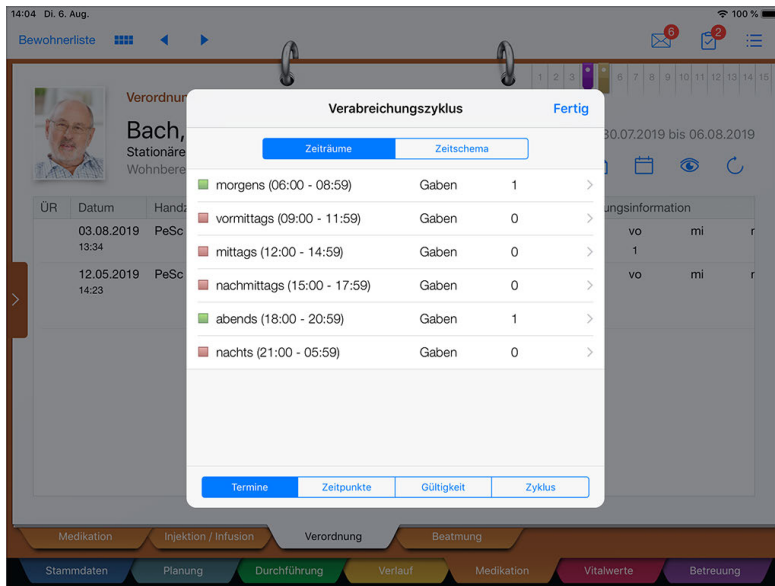 14:04 Di. 6. Aug. 100 %
Bewohnerliste 6 2
1 2 3 6 7 8 9 10 11 12 13 14 15
Verordnun
Bach,
Stationäre
Wohnbere
30.07.2019 bis 06.08.2019
Verabreichungszyklus Fertig
Zeiträume Zeitschema
morgens (06:00 - 08:59) Gaben 1
vormittags (09:00 - 11:59) Gaben 0
mittags (12:00 - 14:59) Gaben 0
nachmittags (15:00 - 17:59) Gaben 0
abends (18:00 - 20:59) Gaben 1
nachts (21:00 - 05:59) Gaben 0
Termine Zeitpunkte Gültigkeit Zyklus
ÜR Datum Handz ungsinformation
03.08.2019 PeSc vo mi
13:34 1
12.05.2019 PeSc vo mi
14:23
Medikation Injektion / Infusion Verordnung Beatmung
Stammdaten Planung Durchführung Verlauf Medikation Vitalwerte Betreuung